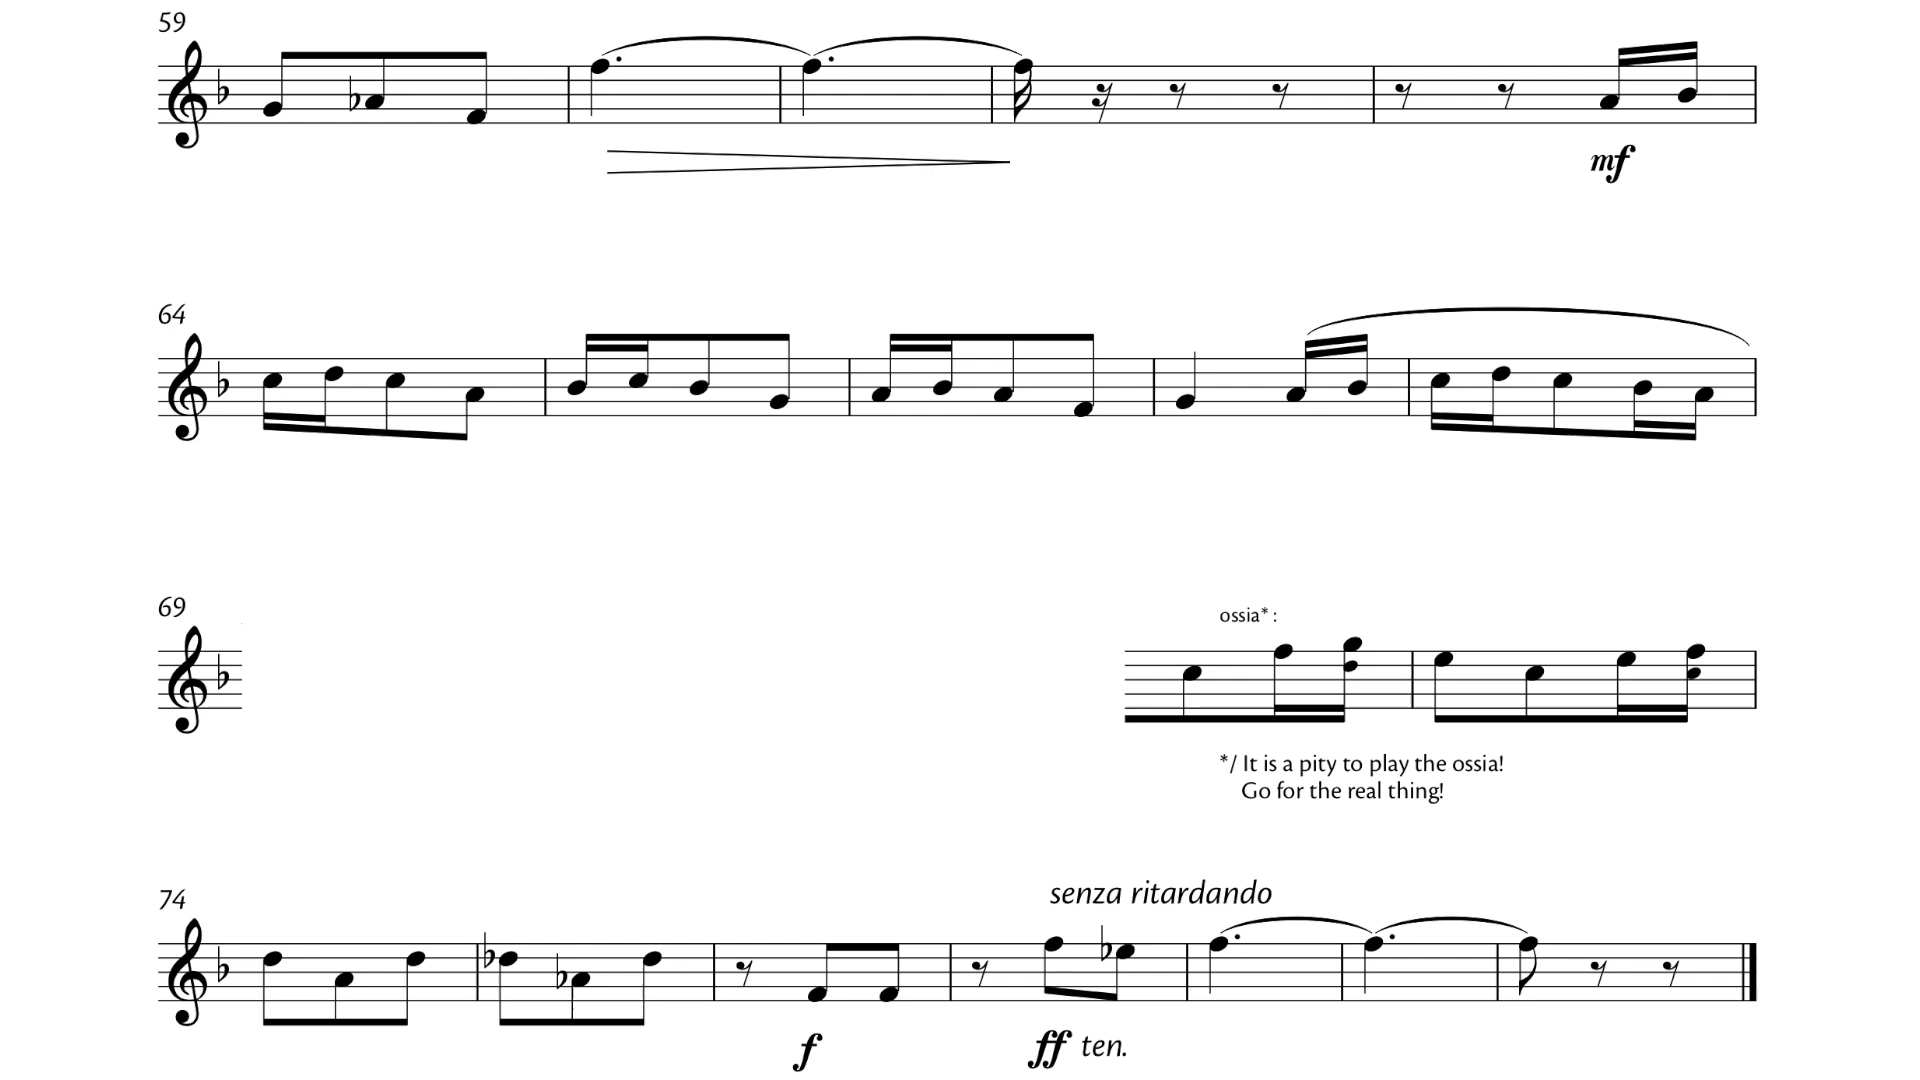 59
mf
64
69
ossia* :
*/ It is a pity to play the ossia!
Go for the real thing!
74
senza ritardando
f
ff ten.